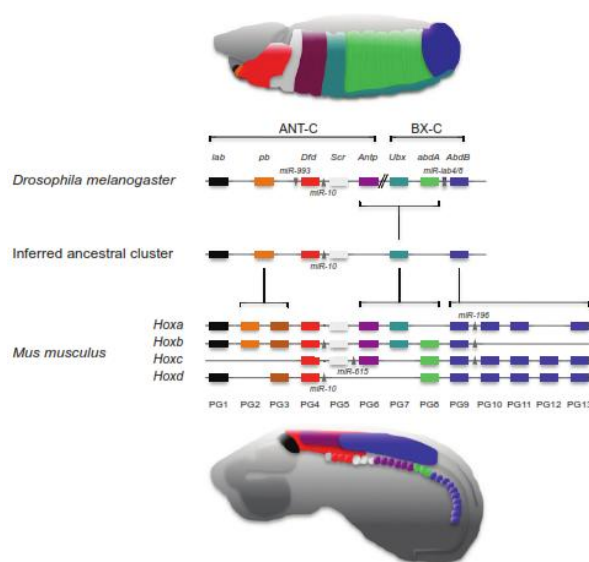 ANT-C BX-C
lab pb Dfd Scr Antp Ubx abdA AbdB
miR-993 miR-iab4/8
Drosophila melanogaster
miR-10
Inferred ancestral cluster
miR-10
miR-196
Hoxa
Hoxb
Mus musculus
Hoxc
miR-615
Hoxd
miR-10
PG1 PG2 PG3 PG4 PG5 PG6 PG7 PG8 PG9 PG10 PG11 PG12 PG13